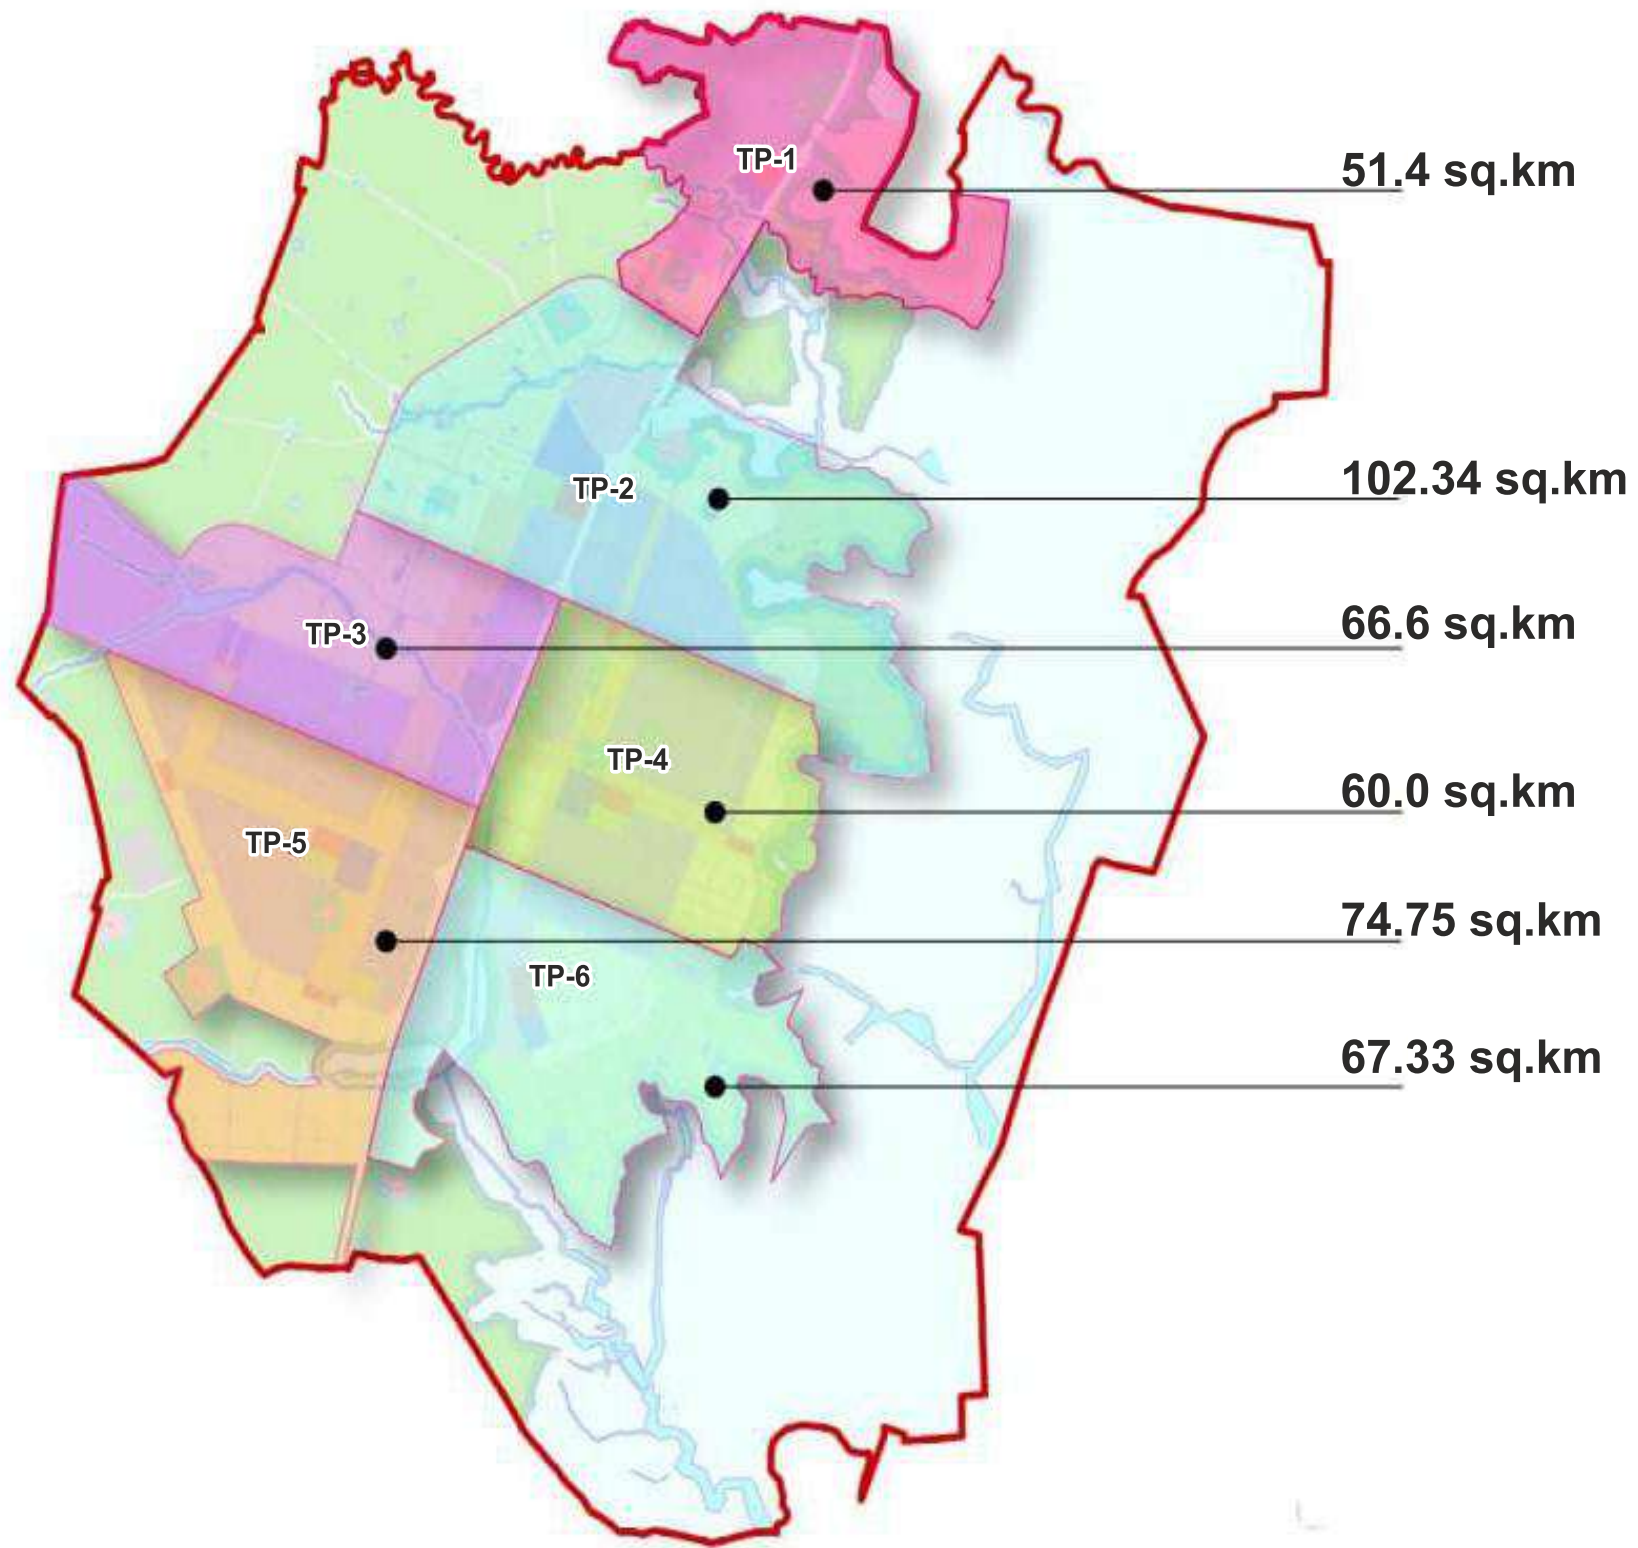 TP-1
51.4 sq.km
TP-2
102.34 sq.km
TP-3
66.6 sq.km
TP-4
60.0 sq.km
TP-5
74.75 sq.km
TP-6
67.33 sq.km